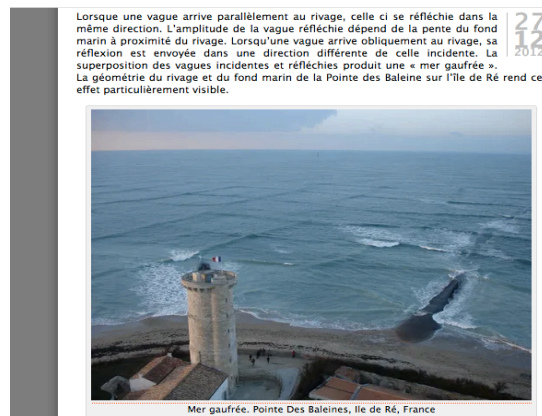 Lorsque une vague arrive parallèlement au rivage, celle ci se réfléchie dans la
même direction. L'amplitude de la vague réfléchie dépend de la pente du fond
marin à proximité du rivage. Lorsqu'une vague arrive obliquement au rivage, sa
réflexion est envoyée dans une direction différente de celle incidente. La
superposition des vagues incidentes et réfléchies produit une « mer gaufrée ».
La géométrie du rivage et du fond marin de la Pointe des Baleine sur l'île de Ré rend ce
effet particulièrement visible.
27
12
2012
Mer gaufrée. Pointe Des Baleines, Ile de Ré, France